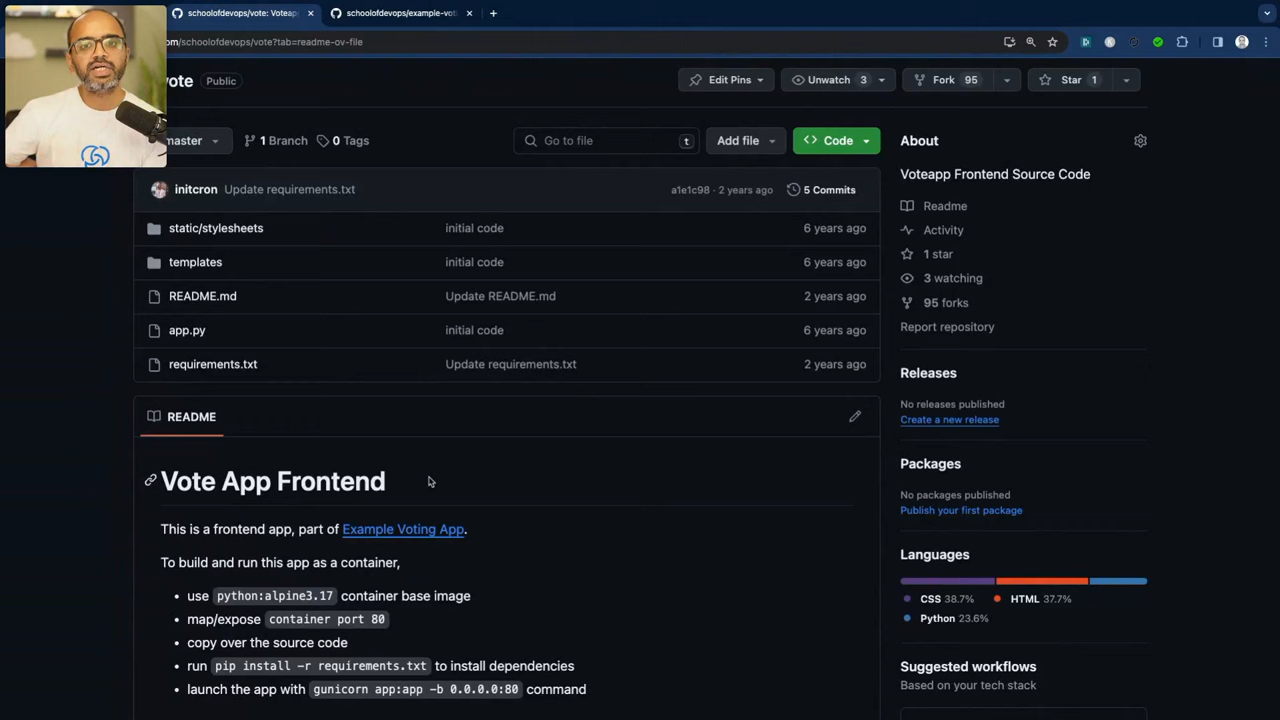 schoolofdevops/vote: Voteap
schoolofdevops/example-vot
com/schoolofdevops/vote?tab=readme-ov-file
vote Public
Edit Pins
Unwatch 3
Fork 95
Star 1
master
1 Branch
0 Tags
Go to file t
Add file
<> Code
initcron Update requirements.txt a1e1c98 · 2 years ago 5 Commits
static/stylesheets initial code 6 years ago
templates initial code 6 years ago
README.md Update README.md 2 years ago
app.py initial code 6 years ago
requirements.txt Update requirements.txt 2 years ago
README
Vote App Frontend
This is a frontend app, part of Example Voting App.
To build and run this app as a container,
• use python:alpine3.17 container base image
• map/expose container port 80
• copy over the source code
• run pip install -r requirements.txt to install dependencies
• launch the app with gunicorn app:app -b 0.0.0.0:80 command
About
Voteapp Frontend Source Code
Readme
Activity
1 star
3 watching
95 forks
Report repository
Releases
No releases published
Create a new release
Packages
No packages published
Publish your first package
Languages
CSS 38.7% HTML 37.7%
Python 23.6%
Suggested workflows
Based on your tech stack